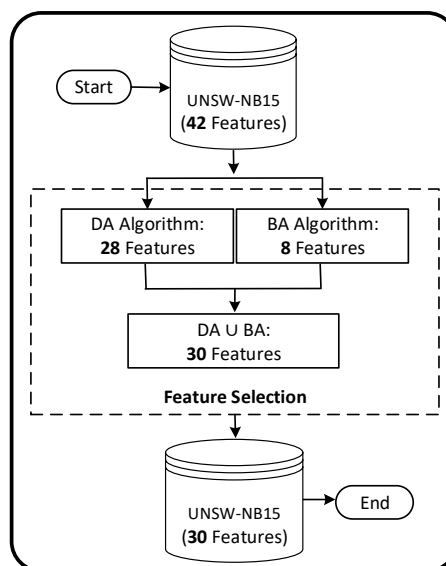 Start
UNSW-NB15
(42 Features)
DA Algorithm:
28 Features
BA Algorithm:
8 Features
DA ∪ BA:
30 Features
Feature Selection
UNSW-NB15
(30 Features)
End